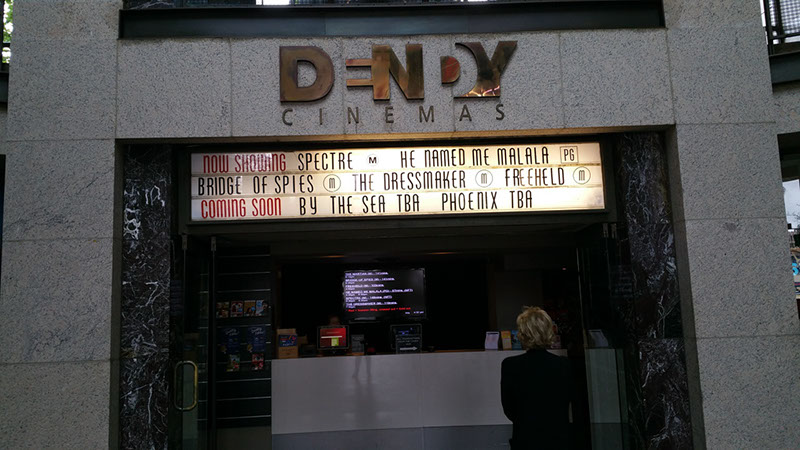 DENDY
CINEMAS
NOW SHOWING SPECTRE M HE NAMED ME MALALA PG
BRIDGE OF SPIES M THE DRESSMAKER M FREEHELD M
COMING SOON BY THE SEA TBA PHOENIX TBA